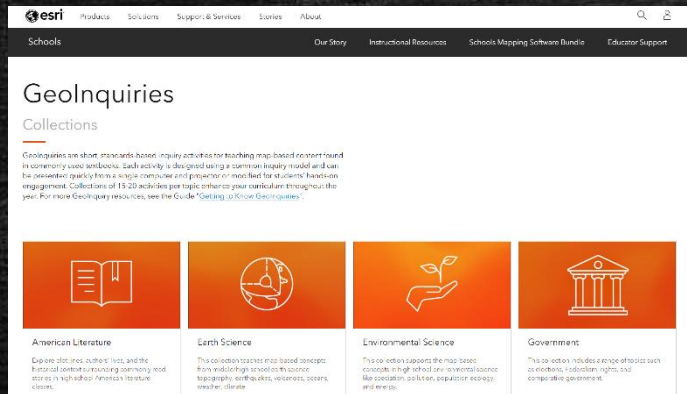 esri Products Solutions Support & Services Stories About
Schools Our Story Instructional Resources Schools Mapping Software Bundle Educator Support
GeoInquiries
Collections
GeoInquiries are short, standards-based inquiry activities for teaching map-based content found
in commonly used textbooks. Each activity is designed using a common inquiry model and can
be presented quickly from a single computer and projector or modified for students' hands-on
engagement. Collections of 15-20 activities per topic enhance your curriculum throughout the
year. For more GeoInquiry resources, see the Guide "Getting to Know GeoInquiries".
American Literature
Explore plot lines, authors' lives, and the
historical context surrounding commonly read
stories in high school American literature
classes.
Earth Science
This collection teaches map-based concepts
from middle/high school earth science
topography, earthquakes, volcanoes, oceans,
weather, climate
Environmental Science
This collection supports the map-based
concepts in high school environmental science
like speciation, pollution, population ecology
and energy.
Government
This collection includes a range of topics such
as elections, Federalism, rights, and
comparative government.